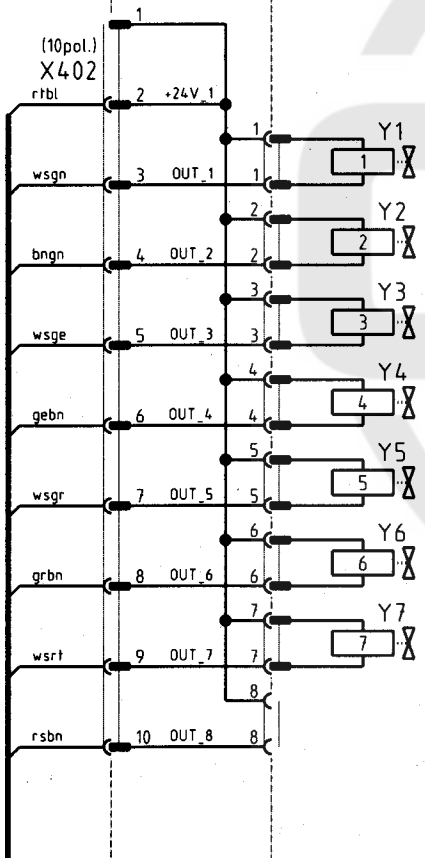 1
(10pol.)
X402
rtbl 2 +24V_1
1 Y1
1
wsgn 3 OUT_1 1
2 Y2
2
bngn 4 OUT_2 2
3 Y3
3
wsge 5 OUT_3 3
4 Y4
4
gebn 6 OUT_4 4
5 Y5
5
wsgr 7 OUT_5 5
6 Y6
6
grbn 8 OUT_6 6
7 Y7
7
wsrt 9 OUT_7 7
8
rsbn 10 OUT_8 8